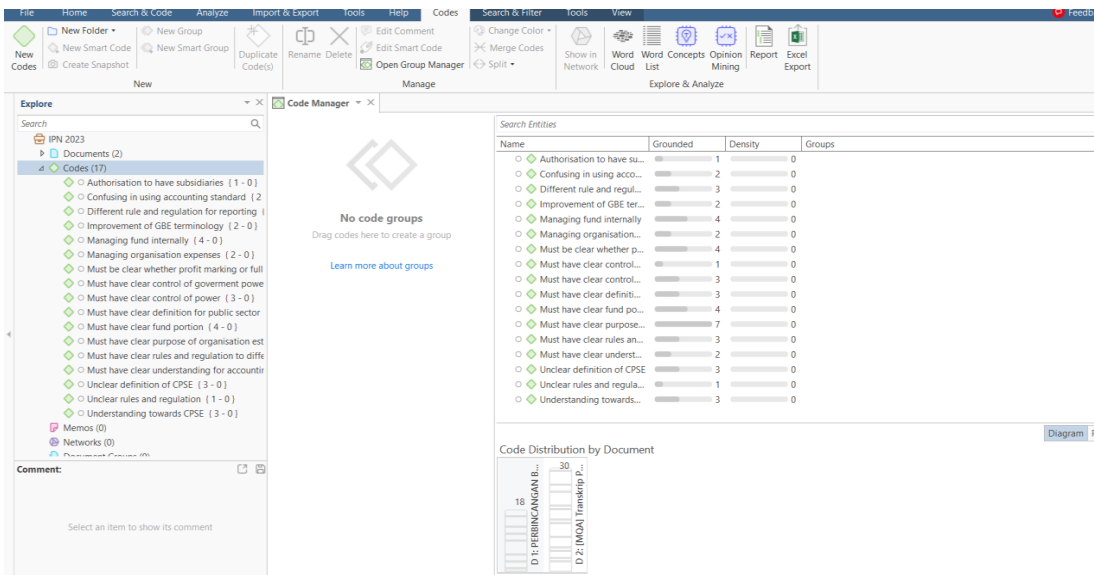 File Home Search & Code Analyze Import & Export Tools Help Codes Search & Filter Tools View Feedb
New Codes
New Folder
New Smart Code
Create Snapshot
New Group
New Smart Group
Duplicate Code(s)
New
Rename Delete
Edit Comment
Edit Smart Code
Open Group Manager
Change Color
Merge Codes
Split
Manage
Show in Network
Word Cloud
Word List
Concepts
Opinion Mining
Report
Excel Export
Explore & Analyze
Explore
Search
IPN 2023
Documents (2)
Codes (17)
Authorisation to have subsidiaries {1 - 0}
Confusing in using accounting standard {2
Different rule and regulation for reporting {
Improvement of GBE terminology {2 - 0}
Managing fund internally {4 - 0}
Managing organisation expenses {2 - 0}
Must be clear whether profit marking or full
Must have clear control of goverment powe
Must have clear control of power {3 - 0}
Must have clear definition for public sector
Must have clear fund portion {4 - 0}
Must have clear purpose of organisation est
Must have clear rules and regulation to diffe
Must have clear understanding for accountin
Unclear definition of CPSE {3 - 0}
Unclear rules and regulation {1 - 0}
Understanding towards CPSE {3 - 0}
Memos (0)
Networks (0)
Document Groups (0)
Comment:
Select an item to show its comment
Code Manager
No code groups
Drag codes here to create a group
Learn more about groups
Search Entities
Name Grounded Density Groups
Authorisation to have su... 1 0
Confusing in using acco... 2 0
Different rule and regul... 3 0
Improvement of GBE ter... 2 0
Managing fund internally 4 0
Managing organisation... 2 0
Must be clear whether p... 4 0
Must have clear control... 1 0
Must have clear control... 3 0
Must have clear definiti... 3 0
Must have clear fund po... 4 0
Must have clear purpose... 7 0
Must have clear rules an... 3 0
Must have clear underst... 2 0
Unclear definition of CPSE 3 0
Unclear rules and regula... 1 0
Understanding towards... 3 0
Diagram
Code Distribution by Document
18
D 1: PERBINCANGAN B...
30
D 2: [MQA] Transkrip P...